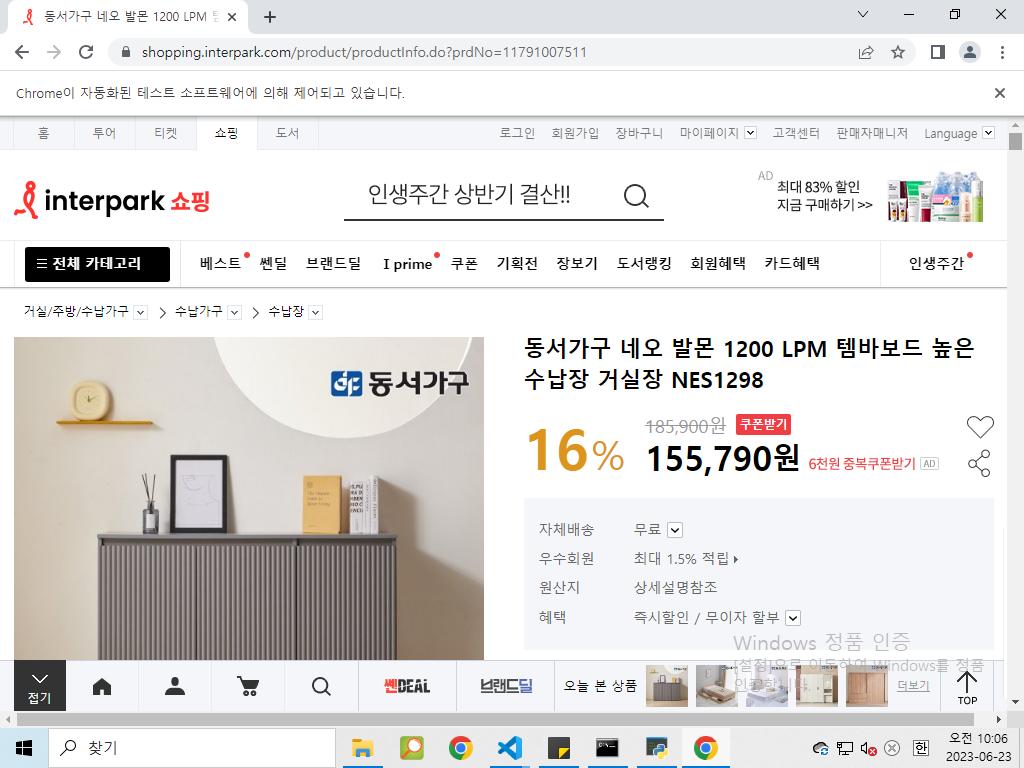 동서가구 네오 발몬 1200 LPM 템
shopping.interpark.com/product/productInfo.do?prdNo=11791007511
Chrome이 자동화된 테스트 소프트웨어에 의해 제어되고 있습니다.
홈 투어 티켓 쇼핑 도서 로그인 회원가입 장바구니 마이페이지 고객센터 판매자매니저 Language
interpark 쇼핑
인생주간 상반기 결산!!
AD
최대 83% 할인
지금 구매하기 >>
전체 카테고리 베스트 쎈딜 브랜드딜 I prime 쿠폰 기획전 장보기 도서랭킹 회원혜택 카드혜택 인생주간
거실/주방/수납가구 수납가구 수납장
동서가구
동서가구 네오 발몬 1200 LPM 템바보드 높은
수납장 거실장 NES1298
16%
185,900원 쿠폰받기
155,790원 6천원 중복쿠폰받기 AD
자체배송 무료
우수회원 최대 1.5% 적립
원산지 상세설명참조
혜택 즉시할인 / 무이자 할부
Windows 정품 인증
[설정]으로 이동하여 Windows를 정품
인증합니다.
접기 쎈DEAL 브랜드딜 오늘 본 상품 더보기 TOP
찾기
한
오전 10:06
2023-06-23